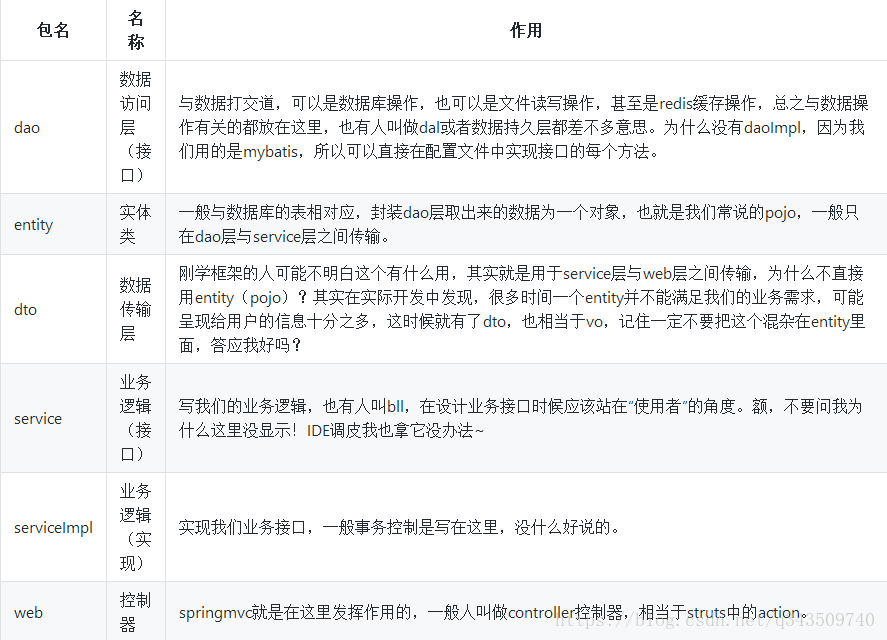 包名
名
称
作用
dao
数据
访问
层
（接
口）
与数据打交道，可以是数据库操作，也可以是文件读写操作，甚至是redis缓存操作，总之与数据操
作有关的都放在这里，也有人叫做dal或者数据持久层都差不多意思。为什么没有daoImpl，因为我
们用的是mybatis，所以可以直接在配置文件中实现接口的每个方法。
entity
实体
类
一般与数据库的表相对应，封装dao层取出来的数据为一个对象，也就是我们常说的pojo，一般只
在dao层与service层之间传输。
dto
数据
传输
层
刚学框架的人可能不明白这个有什么用，其实就是用于service层与web层之间传输，为什么不直接
用entity（pojo）？其实在实际开发中发现，很多时间一个entity并不能满足我们的业务需求，可能
呈现给用户的信息十分之多，这时候就有了dto，也相当于vo，记住一定不要把这个混杂在entity里
面，答应我好吗？
service
业务
逻辑
（接
口）
写我们的业务逻辑，也有人叫bll，在设计业务接口时候应该站在“使用者”的角度。额，不要问我为
什么这里没显示！IDE调皮我也拿它没办法~
serviceImpl
业务
逻辑
（实
现）
实现我们业务接口，一般事务控制是写在这里，没什么好说的。
web
控制
器
springmvc就是在这里发挥作用的，一般人叫做controller控制器，相当于struts中的action。
https://blog.csdn.net/q343509740